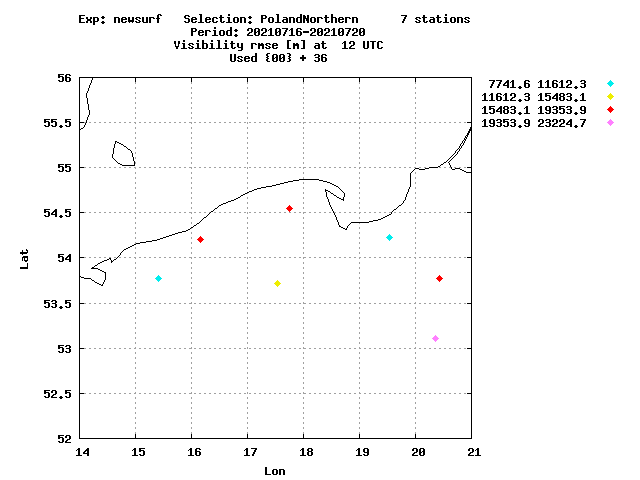 Exp: newsurf   Selection: PolandNorthern      7 stations
Period: 20210716-20210720
Visibility rmse [m] at  12 UTC
Used {00} + 36
7741.6 11612.3
11612.3 15483.1
15483.1 19353.9
19353.9 23224.7
56
55.5
55
54.5
54
53.5
53
52.5
52
Lat
14 15 16 17 18 19 20 21
Lon